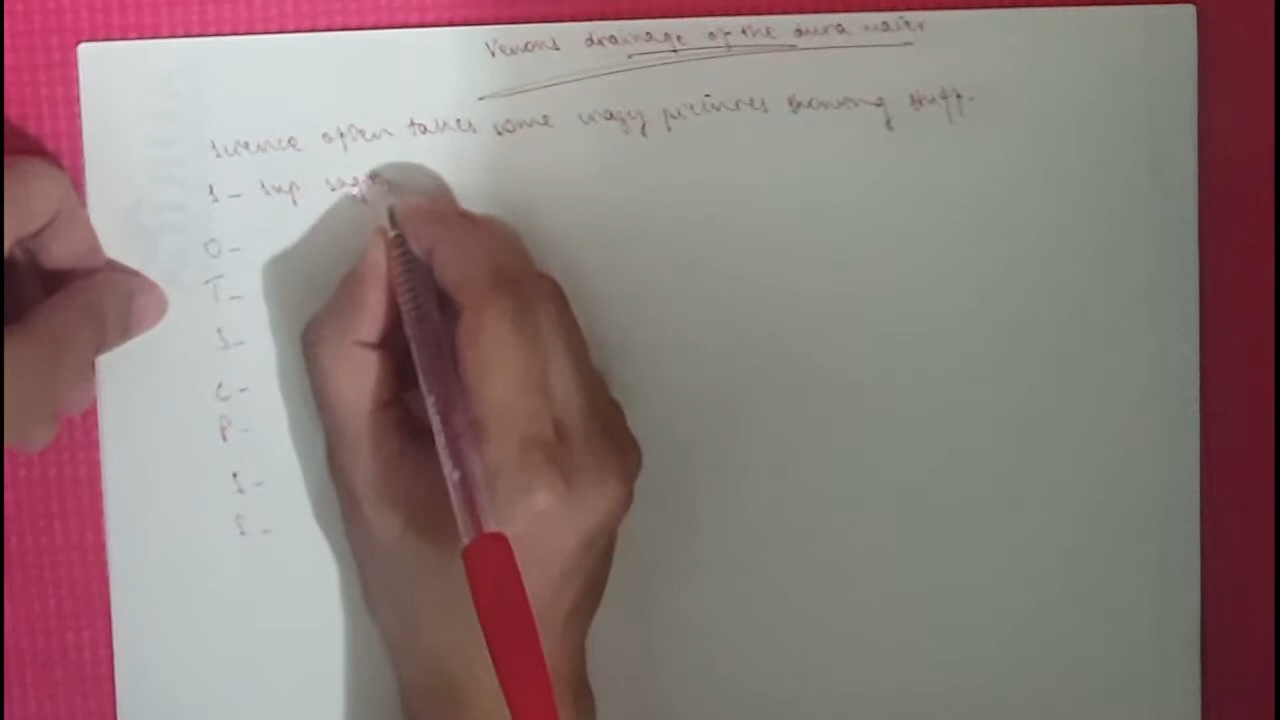 Venous drainage of the dura mater
Science often takes some crazy pictures showing stuff.
S- Sup sag
O-
T-
S-
C-
P-
S-
S-